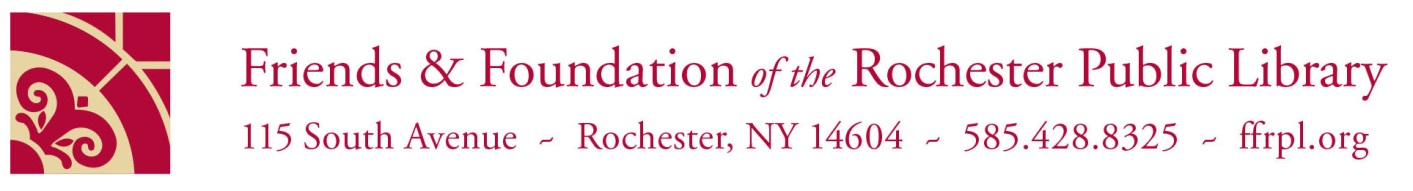 Friends & Foundation of the Rochester Public Library
115 South Avenue ~ Rochester, NY 14604 ~ 585.428.8325 ~ ffrpl.org